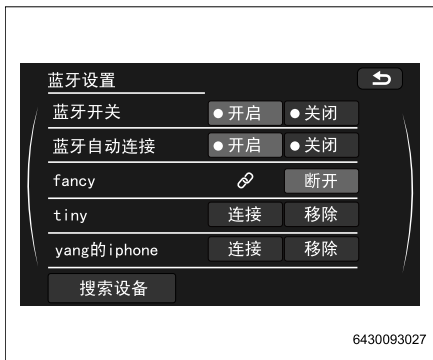 蓝牙设置
蓝牙开关 开启 关闭
蓝牙自动连接 开启 关闭
fancy 断开
tiny 连接 移除
yang的iphone 连接 移除
搜索设备
6430093027